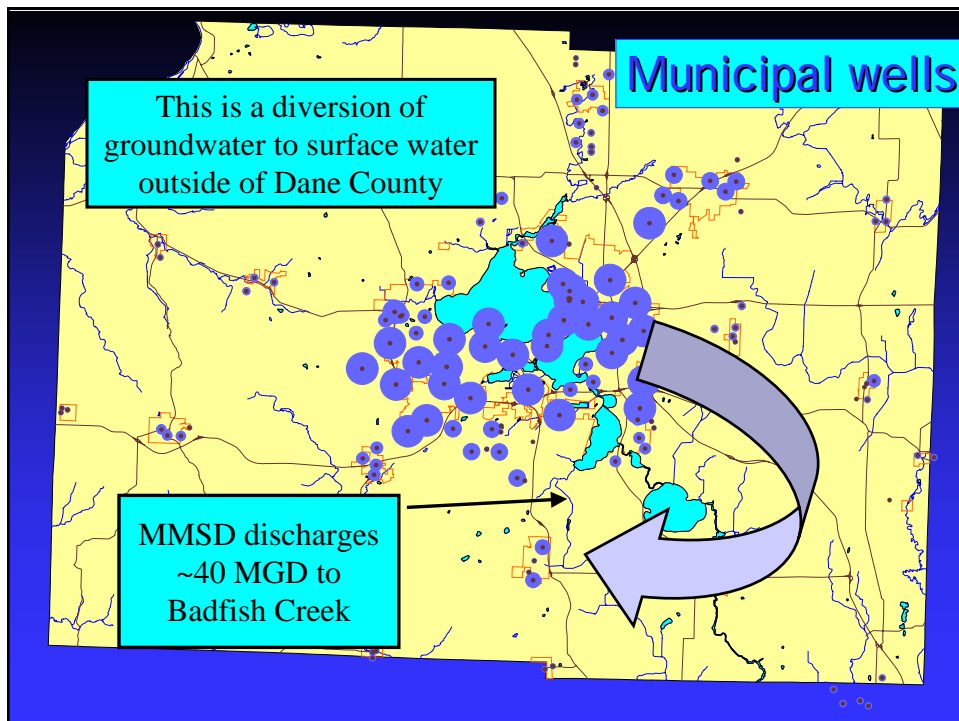 Municipal wells
This is a diversion of
groundwater to surface water
outside of Dane County
MMSD discharges
~40 MGD to
Badfish Creek